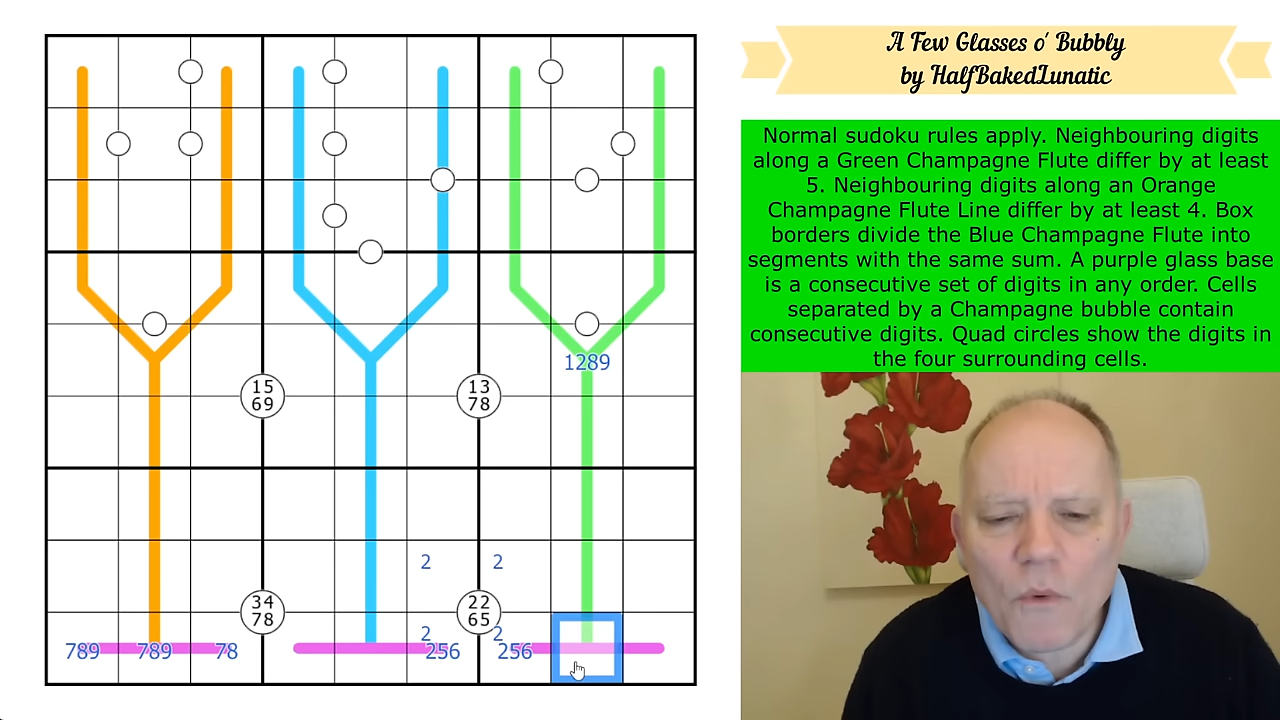 A Few Glasses o' Bubbly
by HalfBakedLunatic
Normal sudoku rules apply. Neighbouring digits
along a Green Champagne Flute differ by at least
5. Neighbouring digits along an Orange
Champagne Flute Line differ by at least 4. Box
borders divide the Blue Champagne Flute into
segments with the same sum. A purple glass base
is a consecutive set of digits in any order. Cells
separated by a Champagne bubble contain
consecutive digits. Quad circles show the digits in
the four surrounding cells.
1289
15
69
13
78
2 2
34
78
22
65
2 2
789 789 78 256 256